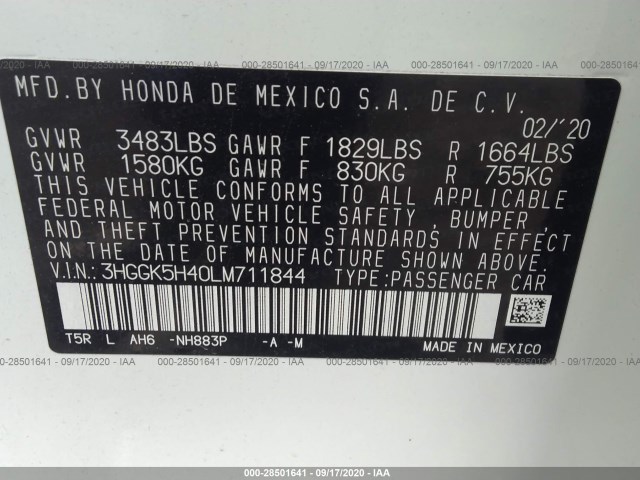 000-28501641 - 09/17/2020 - IAA
MFD.BY HONDA DE MEXICO S.A. DE C.V.
02/'20
GVWR 3483LBS GAWR F 1829LBS R 1664LBS
GVWR 1580KG GAWR F 830KG R 755KG
THIS VEHICLE CONFORMS TO ALL APPLICABLE
FEDERAL MOTOR VEHICLE SAFETY, BUMPER,
AND THEFT PREVENTION STANDARDS IN EFFECT
ON THE DATE OF MANUFACTURE SHOWN ABOVE.
V.I.N.:3HGGK5H40LM711844 TYPE:PASSENGER CAR
T5R L AH6 -NH883P -A -M
MADE IN MEXICO
000-28501641 - 09/17/2020 - IAA